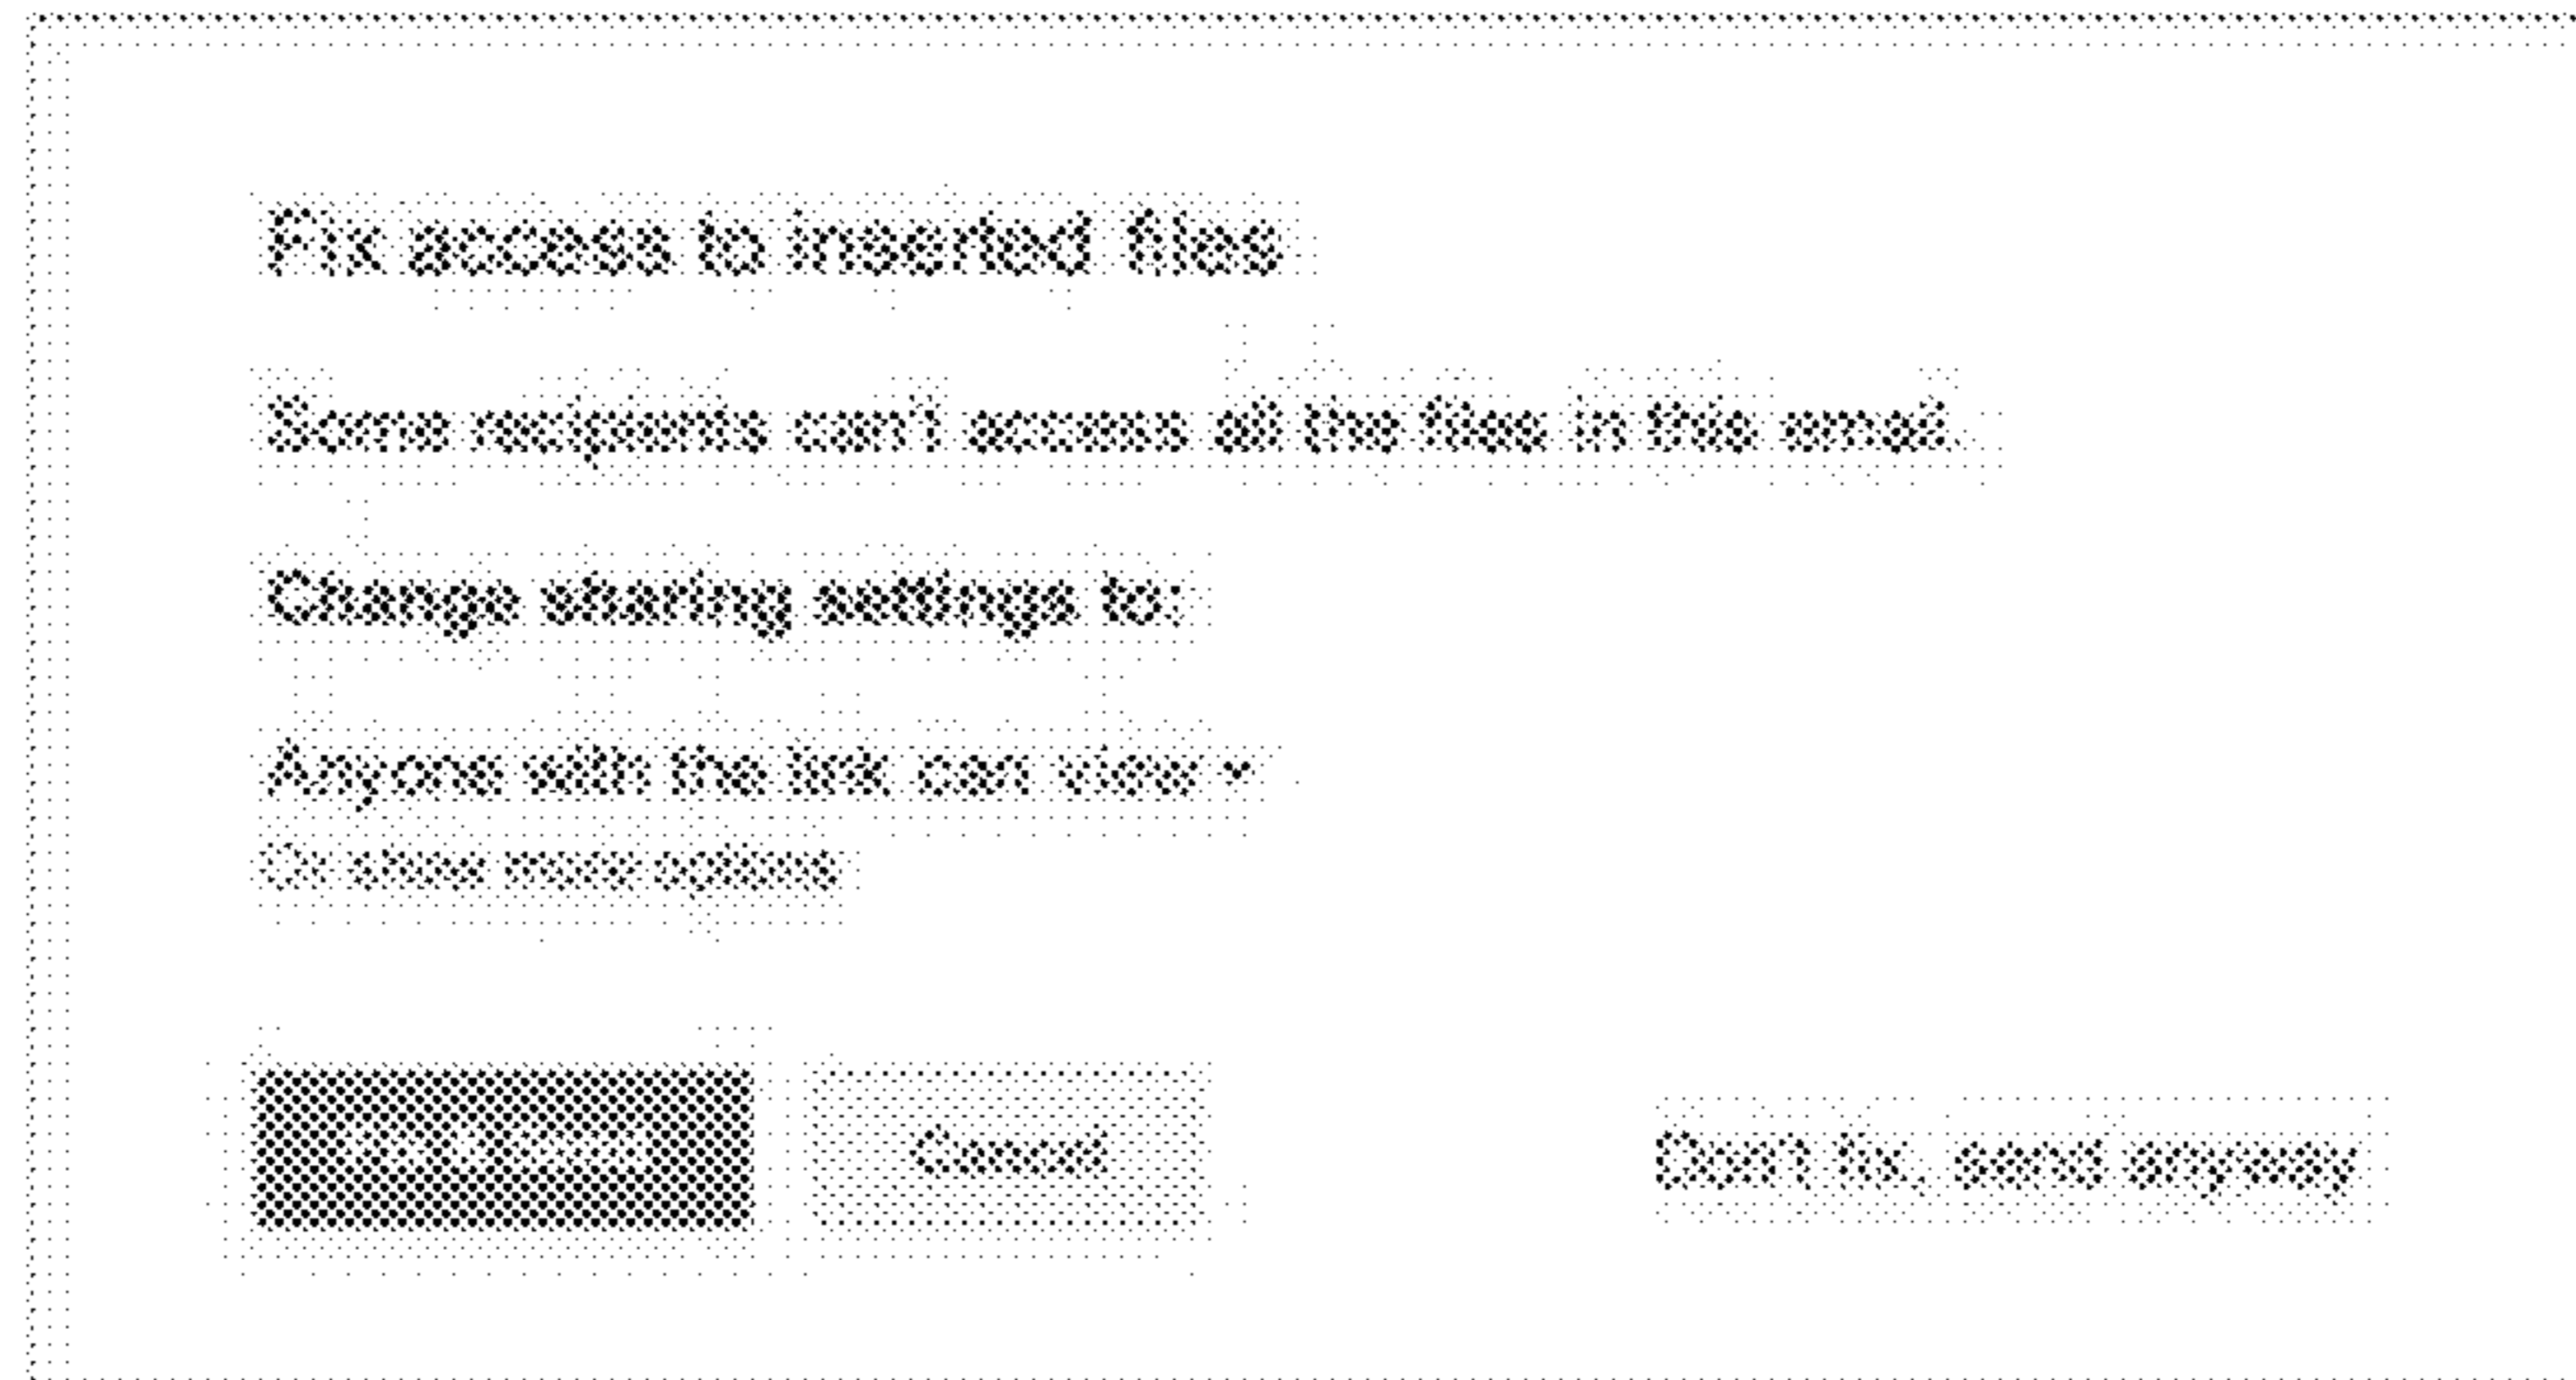 Fix access to inserted files
Some recipients can't access all the files in this email.
Change sharing settings to:
Anyone with the link can view
Or show more options
Cancel
Don't fix, send anyway